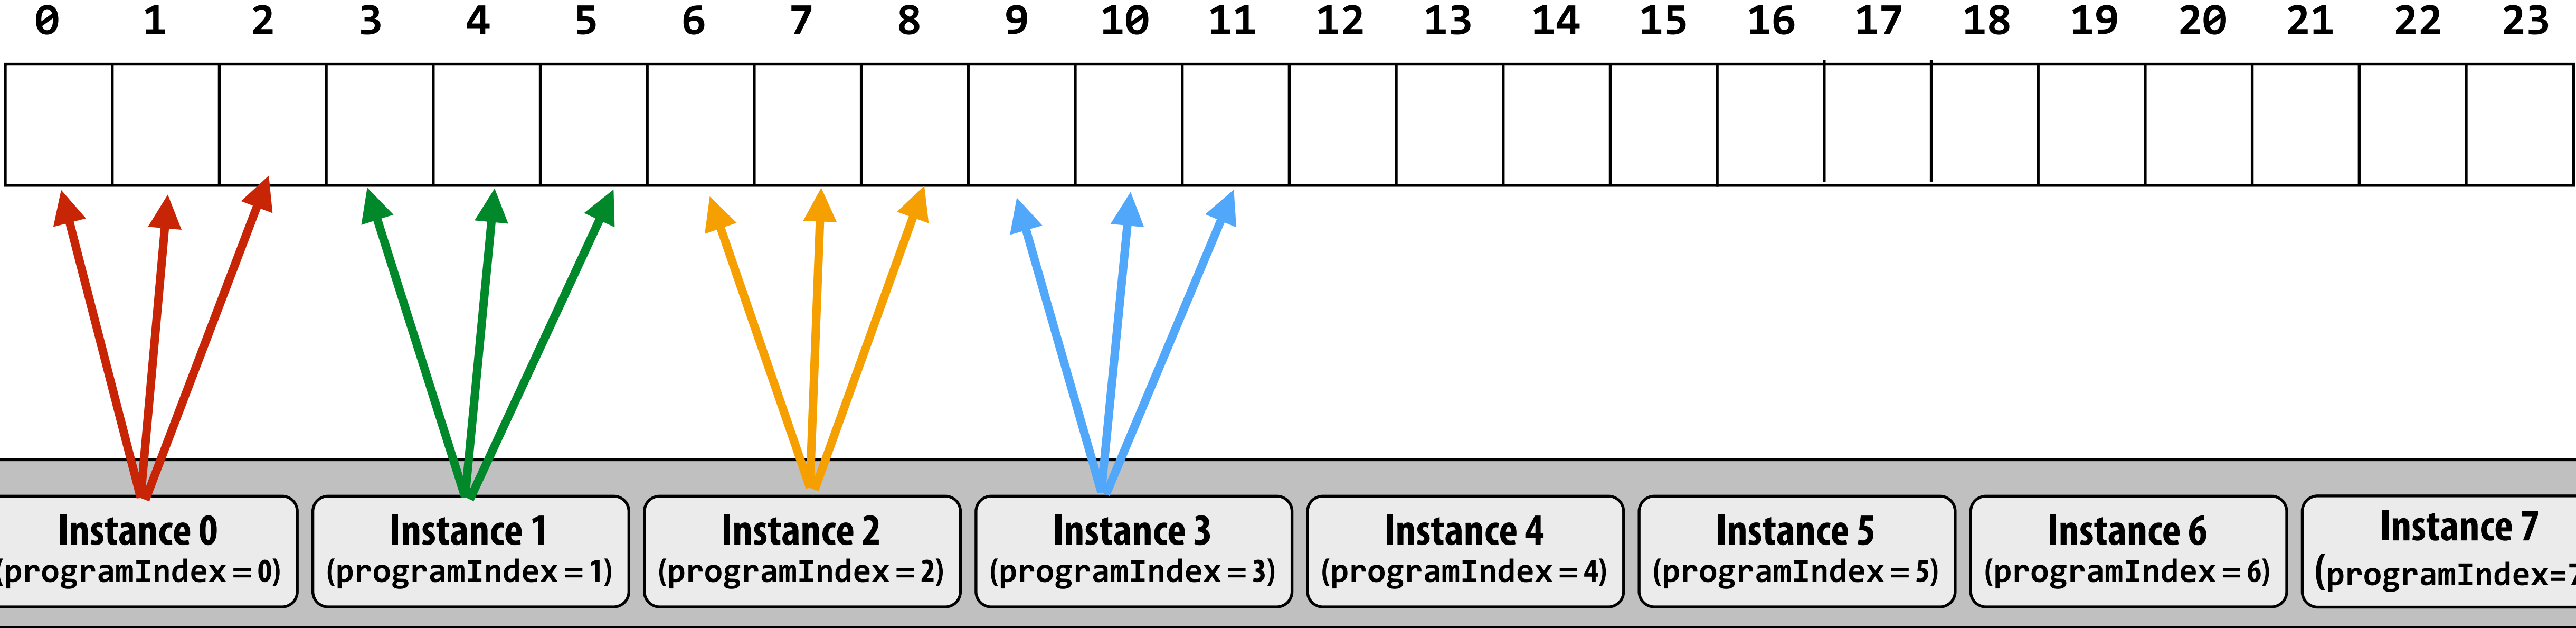 0 1 2 3 4 5 6 7 8 9 10 11 12 13 14 15 16 17 18 19 20 21 22 23
Instance 0
(programIndex = 0)
Instance 1
(programIndex = 1)
Instance 2
(programIndex = 2)
Instance 3
(programIndex = 3)
Instance 4
(programIndex = 4)
Instance 5
(programIndex = 5)
Instance 6
(programIndex = 6)
Instance 7
(programIndex=7